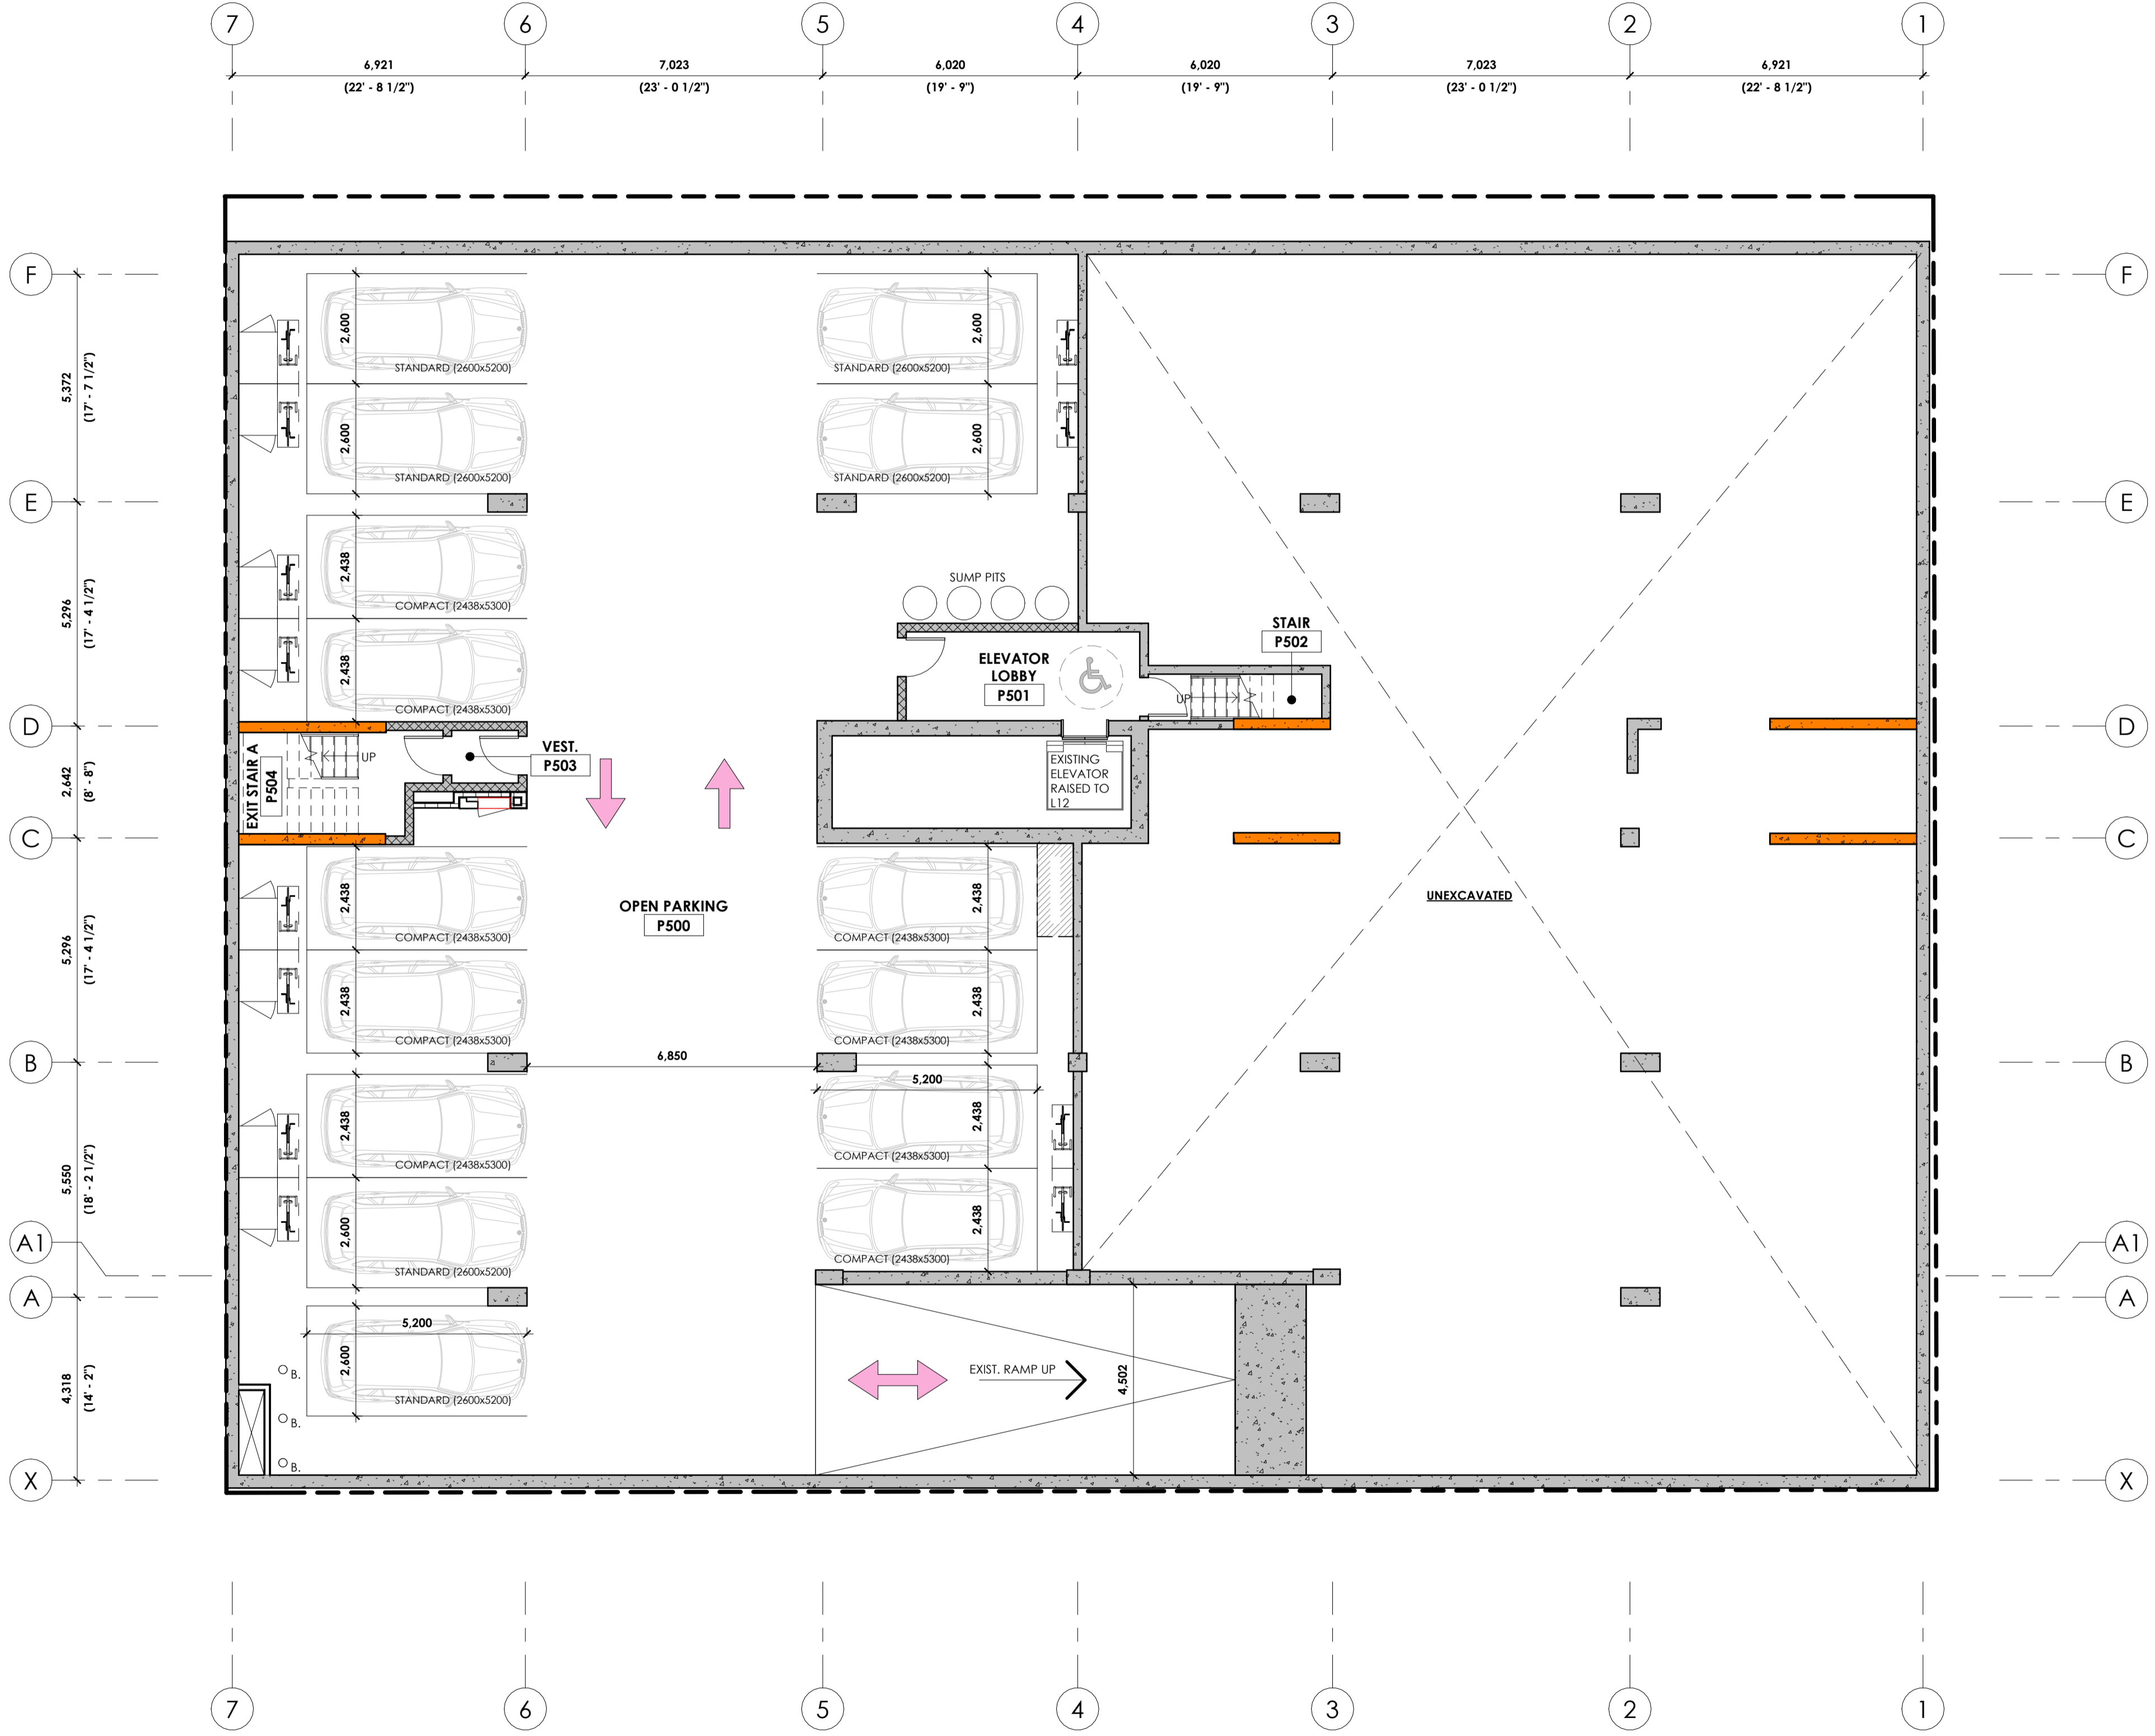 7 6 5 4 3 2 1
6,921 7,023 6,020 6,020 7,023 6,921
(22' - 8 1/2") (23' - 0 1/2") (19' - 9") (19' - 9") (23' - 0 1/2") (22' - 8 1/2")
F F
2,600 2,600
STANDARD (2600x5200) STANDARD (2600x5200)
5,372
(17' - 7 1/2")
2,600 2,600
STANDARD (2600x5200) STANDARD (2600x5200)
E E
2,438
SUMP PITS
COMPACT (2438x5300)
5,296
(17' - 4 1/2")
STAIR
P502
ELEVATOR
LOBBY
P501
2,438
UP
COMPACT (2438x5300)
D D
EXIT STAIR A
P504
UP
VEST.
P503
EXISTING
ELEVATOR
RAISED TO
L12
2,642
(8' - 8")
C C
2,438 2,438
UNEXCAVATED
OPEN PARKING
P500
COMPACT (2438x5300) COMPACT (2438x5300)
5,296
(17' - 4 1/2")
2,438 2,438
COMPACT (2438x5300) COMPACT (2438x5300)
B B
6,850
5,200
2,438 2,438
COMPACT (2438x5300) COMPACT (2438x5300)
5,550
(18' - 2 1/2")
2,600 2,438
A1 A1
COMPACT (2438x5300)
STANDARD (2600x5200)
A A
5,200
2,600
B.
EXIST. RAMP UP
4,502
4,318
(14' - 2")
STANDARD (2600x5200)
B.
B.
X X
7 6 5 4 3 2 1